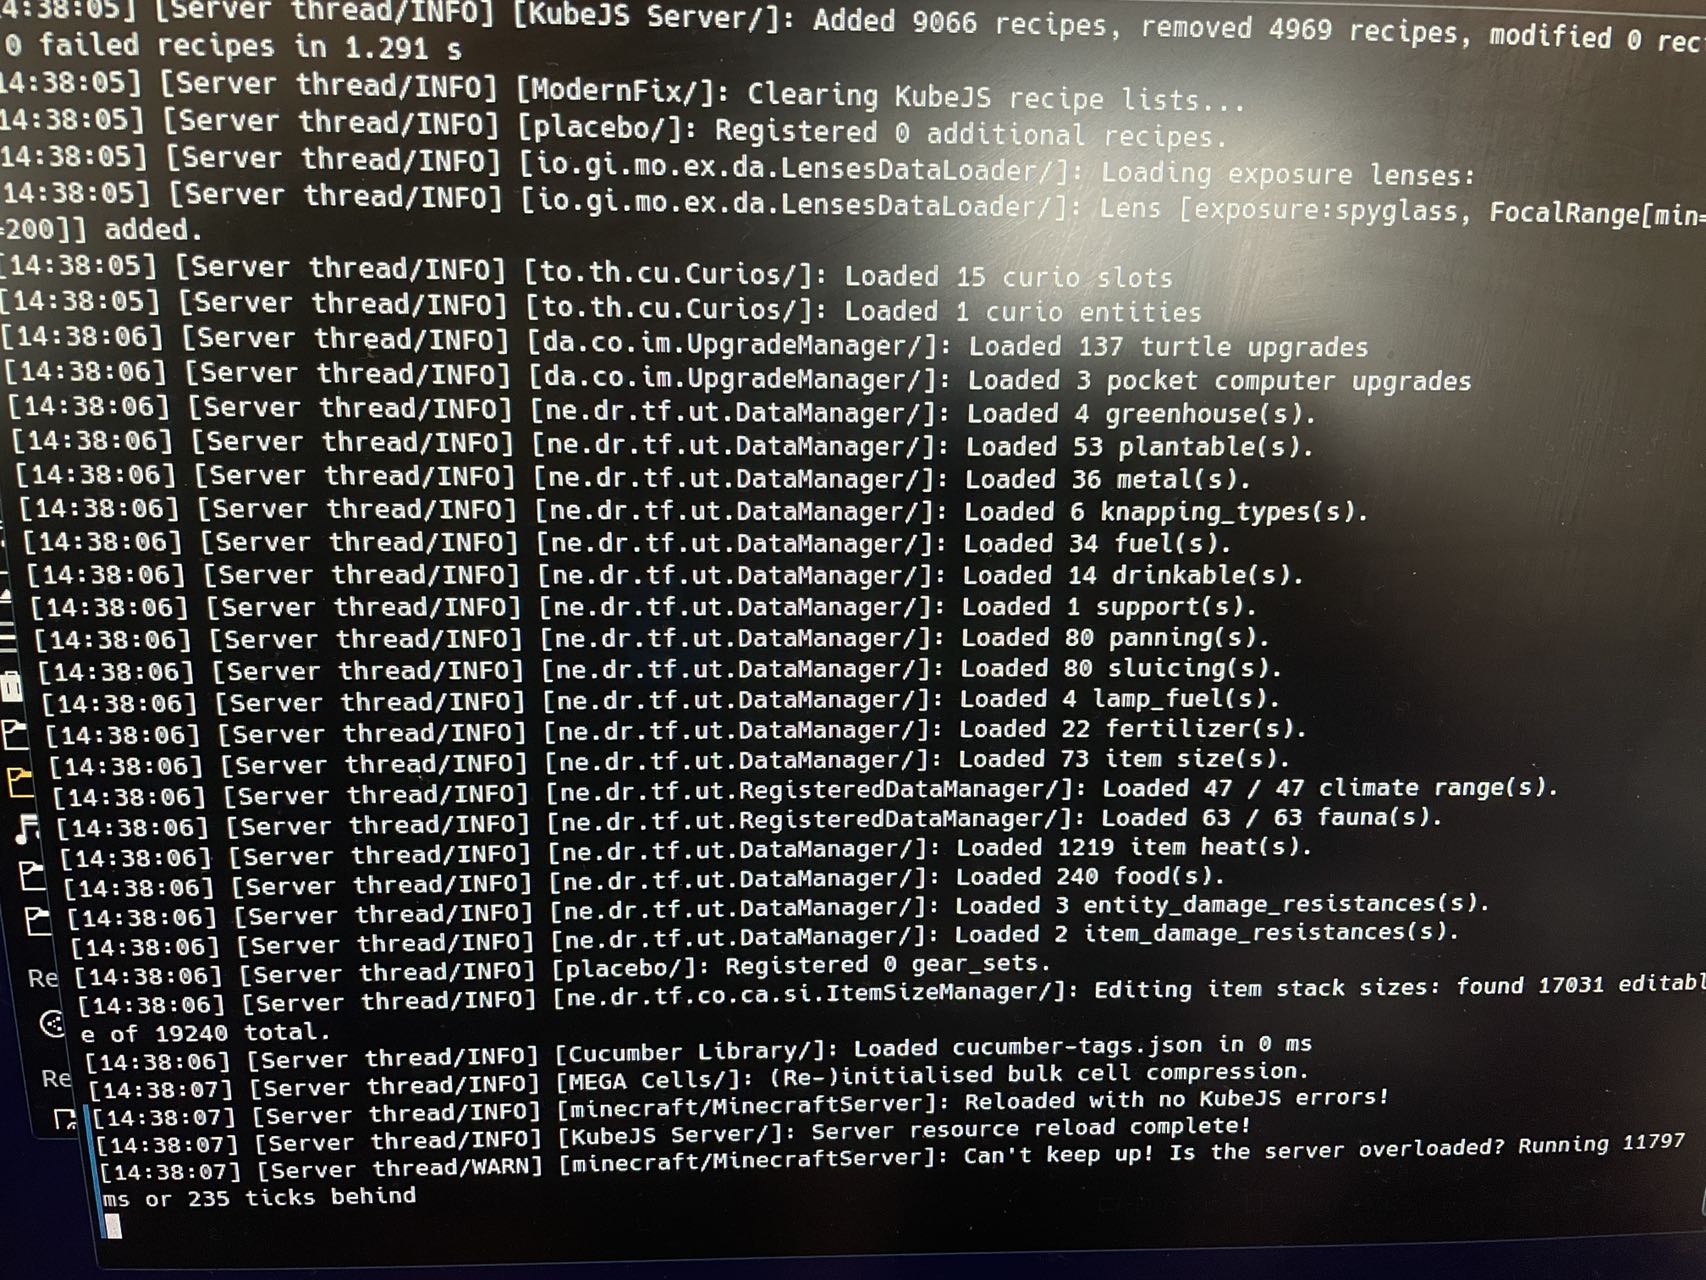 4:38:05] [Server thread/INFO] [KubeJS Server/]: Added 9066 recipes, removed 4969 recipes, modified 0 rec
0 failed recipes in 1.291 s
14:38:05] [Server thread/INFO] [ModernFix/]: Clearing KubeJS recipe lists...
14:38:05] [Server thread/INFO] [placebo/]: Registered 0 additional recipes.
14:38:05] [Server thread/INFO] [io.gi.mo.ex.da.LensesDataLoader/]: Loading exposure lenses:
14:38:05] [Server thread/INFO] [io.gi.mo.ex.da.LensesDataLoader/]: Lens [exposure:spyglass, FocalRange[min=
=200]] added.
[14:38:05] [Server thread/INFO] [to.th.cu.Curios/]: Loaded 15 curio slots
[14:38:05] [Server thread/INFO] [to.th.cu.Curios/]: Loaded 1 curio entities
[14:38:06] [Server thread/INFO] [da.co.im.UpgradeManager/]: Loaded 137 turtle upgrades
[14:38:06] [Server thread/INFO] [da.co.im.UpgradeManager/]: Loaded 3 pocket computer upgrades
[14:38:06] [Server thread/INFO] [ne.dr.tf.ut.DataManager/]: Loaded 4 greenhouse(s).
[14:38:06] [Server thread/INFO] [ne.dr.tf.ut.DataManager/]: Loaded 53 plantable(s).
[14:38:06] [Server thread/INFO] [ne.dr.tf.ut.DataManager/]: Loaded 36 metal(s).
[14:38:06] [Server thread/INFO] [ne.dr.tf.ut.DataManager/]: Loaded 6 knapping_types(s).
[14:38:06] [Server thread/INFO] [ne.dr.tf.ut.DataManager/]: Loaded 34 fuel(s).
[14:38:06] [Server thread/INFO] [ne.dr.tf.ut.DataManager/]: Loaded 14 drinkable(s).
[14:38:06] [Server thread/INFO] [ne.dr.tf.ut.DataManager/]: Loaded 1 support(s).
[14:38:06] [Server thread/INFO] [ne.dr.tf.ut.DataManager/]: Loaded 80 panning(s).
[14:38:06] [Server thread/INFO] [ne.dr.tf.ut.DataManager/]: Loaded 80 sluicing(s).
[14:38:06] [Server thread/INFO] [ne.dr.tf.ut.DataManager/]: Loaded 4 lamp_fuel(s).
[14:38:06] [Server thread/INFO] [ne.dr.tf.ut.DataManager/]: Loaded 22 fertilizer(s).
[14:38:06] [Server thread/INFO] [ne.dr.tf.ut.DataManager/]: Loaded 73 item size(s).
[14:38:06] [Server thread/INFO] [ne.dr.tf.ut.RegisteredDataManager/]: Loaded 47 / 47 climate range(s).
[14:38:06] [Server thread/INFO] [ne.dr.tf.ut.RegisteredDataManager/]: Loaded 63 / 63 fauna(s).
[14:38:06] [Server thread/INFO] [ne.dr.tf.ut.DataManager/]: Loaded 1219 item heat(s).
[14:38:06] [Server thread/INFO] [ne.dr.tf.ut.DataManager/]: Loaded 240 food(s).
[14:38:06] [Server thread/INFO] [ne.dr.tf.ut.DataManager/]: Loaded 3 entity_damage_resistances(s).
[14:38:06] [Server thread/INFO] [ne.dr.tf.ut.DataManager/]: Loaded 2 item_damage_resistances(s).
[14:38:06] [Server thread/INFO] [placebo/]: Registered 0 gear_sets.
[14:38:06] [Server thread/INFO] [ne.dr.tf.co.ca.si.ItemSizeManager/]: Editing item stack sizes: found 17031 editabl
e of 19240 total.
[14:38:06] [Server thread/INFO] [Cucumber Library/]: Loaded cucumber-tags.json in 0 ms
[14:38:07] [Server thread/INFO] [MEGA Cells/]: (Re-)initialised bulk cell compression.
[14:38:07] [Server thread/INFO] [minecraft/MinecraftServer]: Reloaded with no KubeJS errors!
[14:38:07] [Server thread/INFO] [KubeJS Server/]: Server resource reload complete!
[14:38:07] [Server thread/WARN] [minecraft/MinecraftServer]: Can't keep up! Is the server overloaded? Running 11797
ms or 235 ticks behind
Re
Re